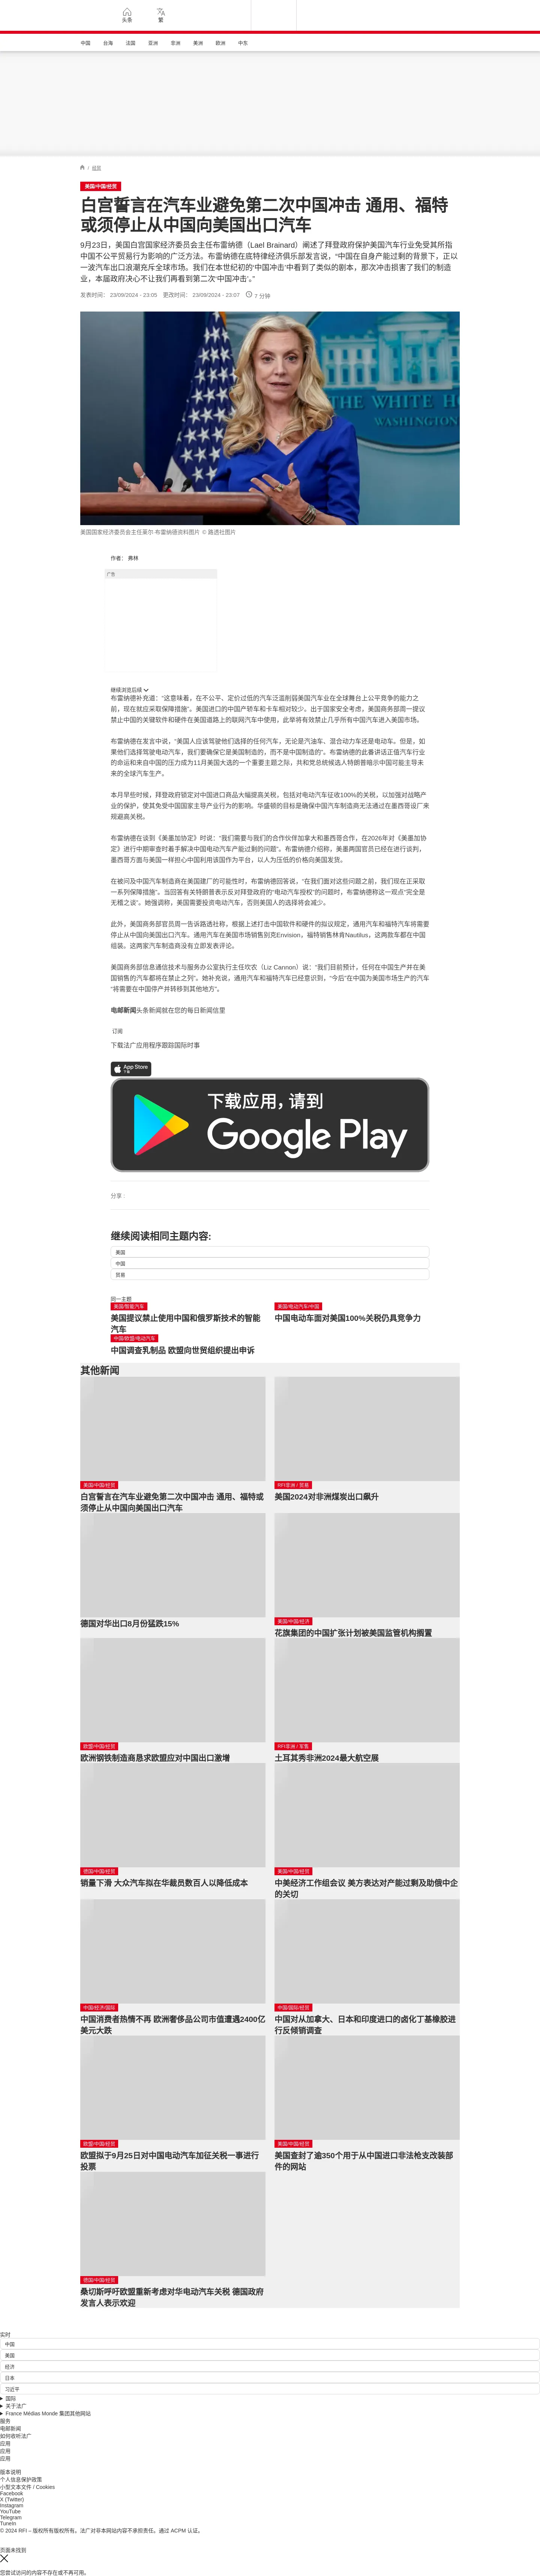 头条
繁
中国 台海 法国 亚洲 非洲 美洲 欧洲 中东
/ 经贸
美国/中国/经贸
白宫誓言在汽车业避免第二次中国冲击 通用、福特
或须停止从中国向美国出口汽车
9月23日，美国白宫国家经济委员会主任布雷纳德（Lael Brainard）阐述了拜登政府保护美国汽车行业免受其所指
中国不公平贸易行为影响的广泛方法。布雷纳德在底特律经济俱乐部发言说，“中国在自身产能过剩的背景下，正以
一波汽车出口浪潮充斥全球市场。我们在本世纪初的‘中国冲击’中看到了类似的剧本，那次冲击损害了我们的制造
业，本届政府决心不让我们再看到第二次‘中国冲击’。”
发表时间： 23/09/2024 - 23:05 更改时间： 23/09/2024 - 23:07 7 分钟
THE WHITE HOUSE
WASHINGTON
美国国家经济委员会主任莱尔·布雷纳德资料图片 © 路透社图片
作者： 弗林
广告
继续浏览后续
布雷纳德补充道：“这意味着，在不公平、定价过低的汽车泛滥削弱美国汽车业在全球舞台上公平竞争的能力之
前，现在就应采取保障措施”。美国进口的中国产轿车和卡车相对较少。出于国家安全考虑，美国商务部周一提议
禁止中国的关键软件和硬件在美国道路上的联网汽车中使用，此举将有效禁止几乎所有中国汽车进入美国市场。
布雷纳德在发言中说，“美国人应该驾驶他们选择的任何汽车，无论是汽油车、混合动力车还是电动车。但是，如
果他们选择驾驶电动汽车，我们要确保它是美国制造的，而不是中国制造的”。布雷纳德的此番讲话正值汽车行业
的命运和来自中国的压力成为11月美国大选的一个重要主题之际，共和党总统候选人特朗普暗示中国可能主导未
来的全球汽车生产。
本月早些时候，拜登政府锁定对中国进口商品大幅提高关税，包括对电动汽车征收100%的关税，以加强对战略产
业的保护，使其免受中国国家主导产业行为的影响。华盛顿的目标是确保中国汽车制造商无法通过在墨西哥设厂来
规避高关税。
布雷纳德在谈到《美墨加协定》时说：“我们需要与我们的合作伙伴加拿大和墨西哥合作，在2026年对《美墨加协
定》进行中期审查时着手解决中国电动汽车产能过剩的问题”。布雷纳德介绍称，美墨两国官员已经在进行谈判，
墨西哥方面与美国一样担心中国利用该国作为平台，以人为压低的价格向美国发货。
在被问及中国汽车制造商在美国建厂的可能性时，布雷纳德回答说，“在我们面对这些问题之前，我们现在正采取
一系列保障措施”。当回答有关特朗普表示反对拜登政府的“电动汽车授权”的问题时，布雷纳德称这一观点“完全是
无稽之谈”。她强调称，美国需要投资电动汽车，否则美国人的选择将会减少。
此外，美国商务部官员周一告诉路透社称，根据上述打击中国软件和硬件的拟议规定，通用汽车和福特汽车将需要
停止从中国向美国出口汽车。通用汽车在美国市场销售别克Envision，福特销售林肯Nautilus，这两款车都在中国
组装。这两家汽车制造商没有立即发表评论。
美国商务部信息通信技术与服务办公室执行主任坎农（Liz Cannon）说：“我们目前预计，任何在中国生产并在美
国销售的汽车都将在禁止之列”。她补充说，通用汽车和福特汽车已经意识到，“今后“在中国为美国市场生产的汽车
“将需要在中国停产并转移到其他地方”。
电邮新闻头条新闻就在您的每日新闻信里
订阅
下载法广应用程序跟踪国际时事
App Store
下载
下载应用，请到
Google Play
分享 :
继续阅读相同主题内容:
美国
中国
贸易
同一主题
美国/智能汽车
美国提议禁止使用中国和俄罗斯技术的智能
汽车
美国/电动汽车/中国
中国电动车面对美国100%关税仍具竞争力
中国/欧盟/电动汽车
中国调查乳制品 欧盟向世贸组织提出申诉
其他新闻
美国/中国/经贸
白宫誓言在汽车业避免第二次中国冲击 通用、福特或
须停止从中国向美国出口汽车
RFI非洲 / 贸易
美国2024对非洲煤炭出口飙升
德国对华出口8月份猛跌15%
美国/中国/经济
花旗集团的中国扩张计划被美国监管机构搁置
欧盟/中国/经贸
欧洲钢铁制造商恳求欧盟应对中国出口激增
RFI非洲 / 军售
土耳其秀非洲2024最大航空展
德国/中国/经贸
销量下滑 大众汽车拟在华裁员数百人以降低成本
美国/中国/经贸
中美经济工作组会议 美方表达对产能过剩及助俄中企
的关切
中国/经济/国际
中国消费者热情不再 欧洲奢侈品公司市值遭遇2400亿
美元大跌
中国/国际/经贸
中国对从加拿大、日本和印度进口的卤化丁基橡胶进
行反倾销调查
欧盟/中国/经贸
欧盟拟于9月25日对中国电动汽车加征关税一事进行
投票
美国/中国/经贸
美国查封了逾350个用于从中国进口非法枪支改装部
件的网站
德国/中国/经贸
桑切斯呼吁欧盟重新考虑对华电动汽车关税 德国政府
发言人表示欢迎
实时
中国
美国
经济
日本
习近平
国际
关于法广
France Médias Monde 集团其他网站
服务
电邮新闻
如何收听法广
应用
应用
应用
版本说明
个人信息保护政策
小型文本文件 / Cookies
Facebook
X (Twitter)
Instagram
YouTube
Telegram
TuneIn
© 2024 RFI – 版权所有版权所有。法广对非本网站内容不承担责任。通过 ACPM 认证。
页面未找到
您尝试访问的内容不存在或不再可用。